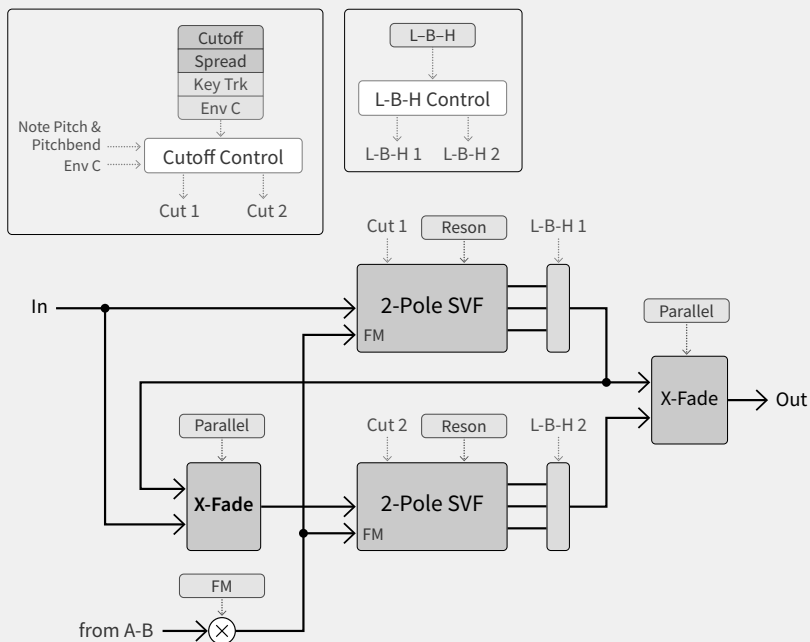 Cutoff
Spread
Key Trk
Env C
Note Pitch &
Pitchbend
Env C
Cutoff Control
Cut 1
Cut 2
L–B–H
L-B-H Control
L-B-H 1
L-B-H 2
Cut 1
Reson
L-B-H 1
In
2-Pole SVF
FM
Parallel
X-Fade
Out
Parallel
Cut 2
Reson
L-B-H 2
X-Fade
2-Pole SVF
FM
FM
from A-B